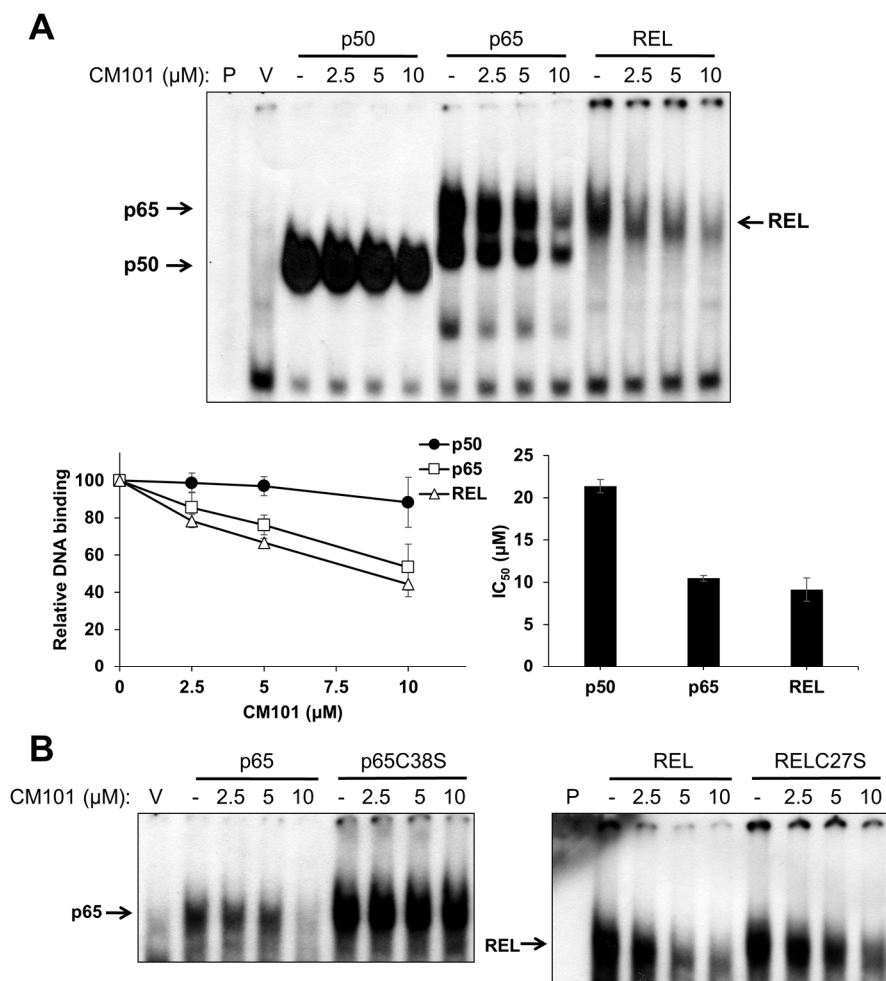 A
p50 p65 REL
CM101 (µM): P V - 2.5 5 10 - 2.5 5 10 - 2.5 5 10
p65
REL
p50
p50
p65
REL
Relative DNA binding
100
80
60
40
20
0
0 2.5 5 7.5 10
CM101 (µM)
IC50 (µM)
25
20
15
10
5
0
p50 p65 REL
B
p65 p65C38S
CM101 (µM): V - 2.5 5 10 - 2.5 5 10
p65
REL RELC27S
P - 2.5 5 10 - 2.5 5 10
REL